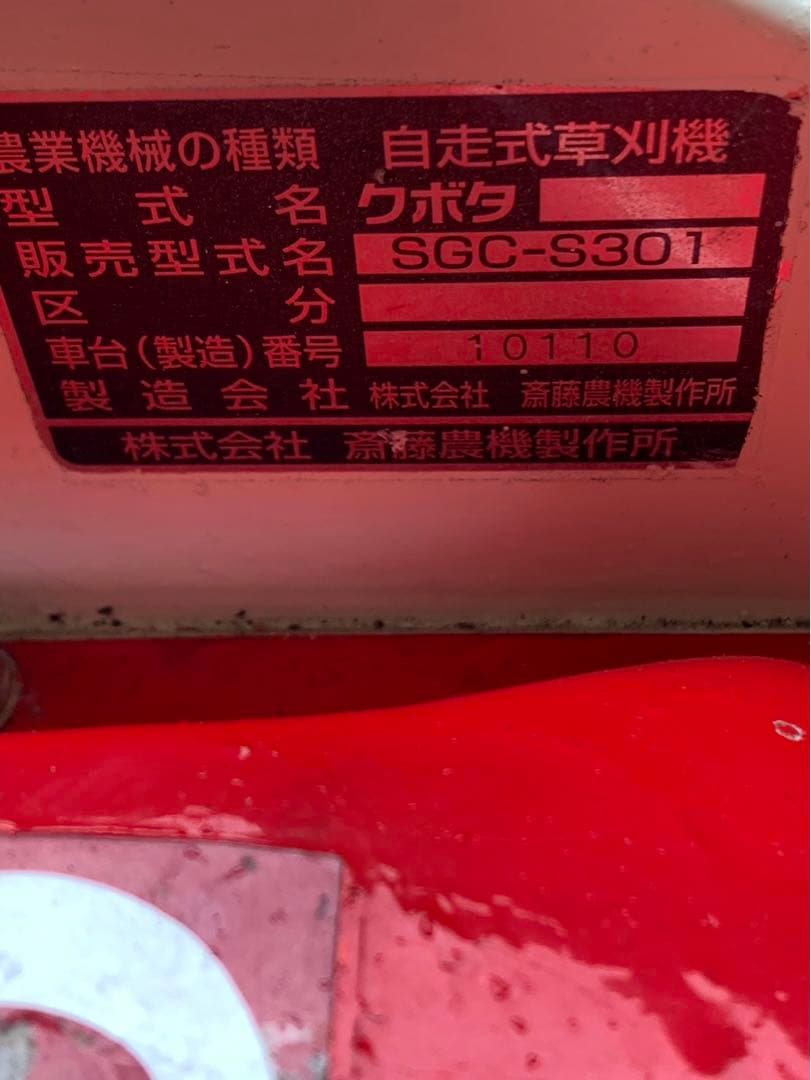 農業機械の種類 自走式草刈機
型式名 クボタ
販売型式名 SGC-S301
区分
車台(製造)番号 10110
製造会社 株式会社 斎藤農機製作所
株式会社 斎藤農機製作所